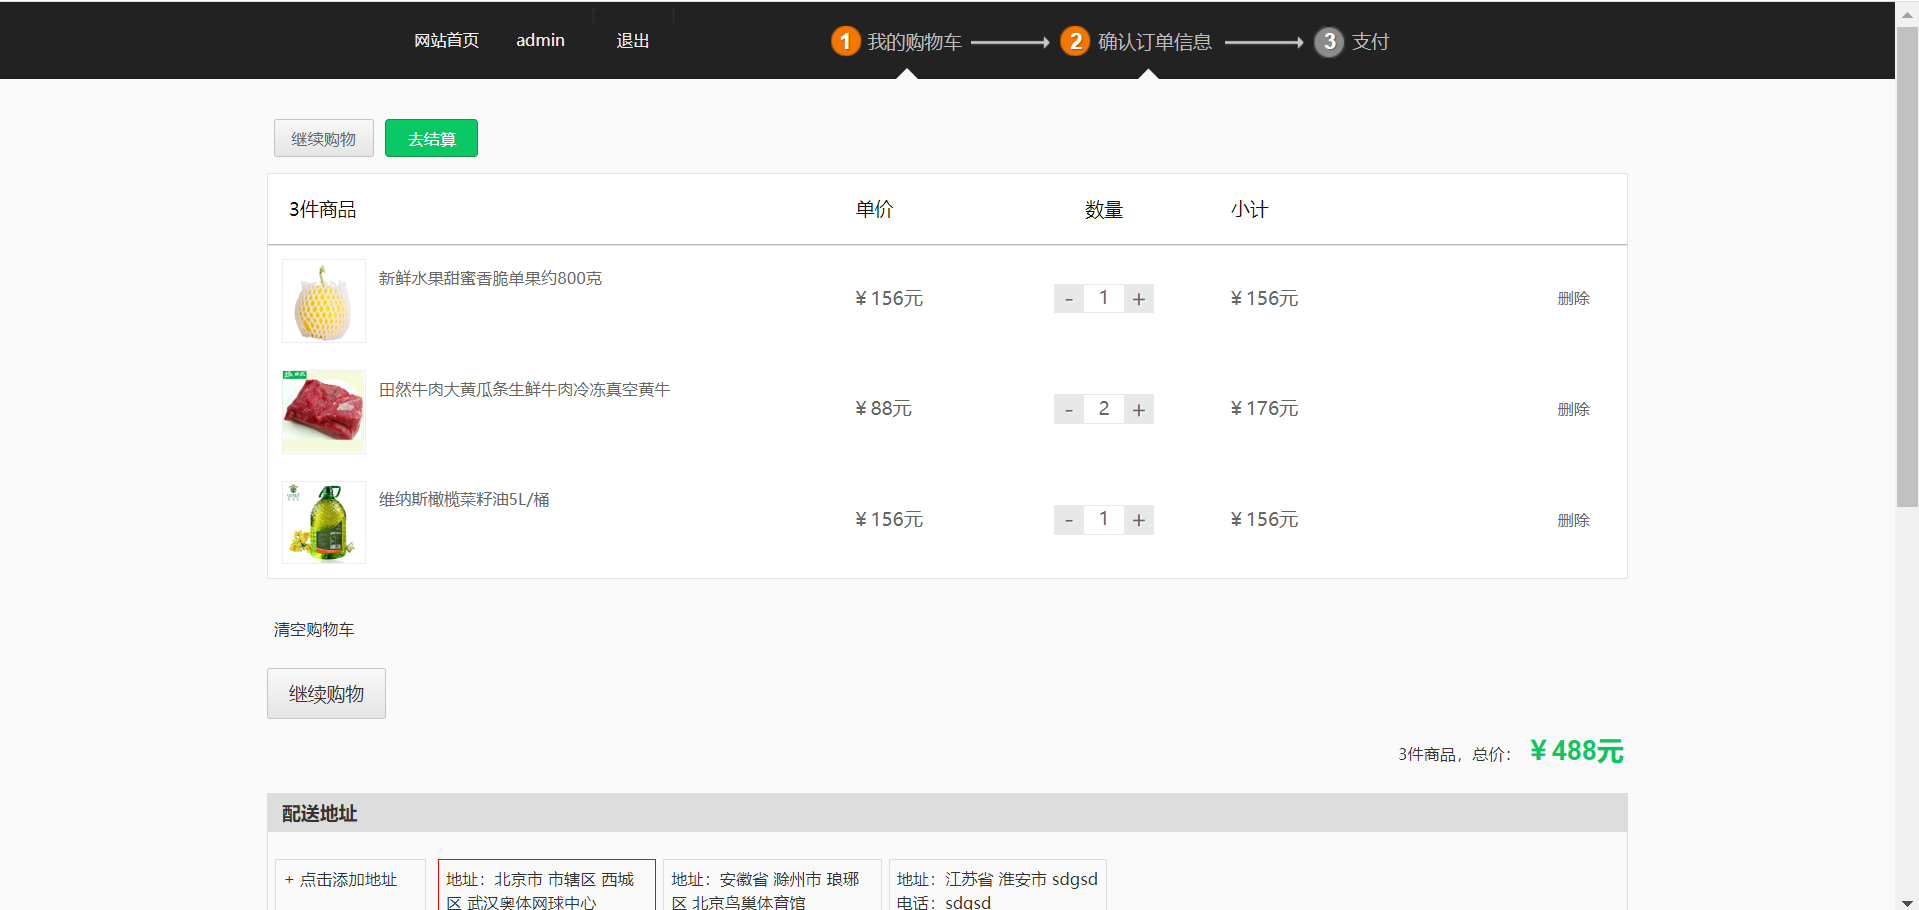 网站首页 admin 退出 1 我的购物车 2 确认订单信息 3 支付
继续购物 去结算
3件商品 单价 数量 小计
新鲜水果甜蜜香脆单果约800克
¥ 156元 - 1 + ¥ 156元 删除
田然牛肉大黄瓜条生鲜牛肉冷冻真空黄牛
¥ 88元 - 2 + ¥ 176元 删除
维纳斯橄榄菜籽油5L/桶
¥ 156元 - 1 + ¥ 156元 删除
清空购物车
继续购物
3件商品，总价： ¥ 488元
配送地址
+ 点击添加地址
地址：北京市 市辖区 西城
区 武汉奥体网球中心
地址：安徽省 滁州市 琅琊
区 北京鸟巢体育馆
地址：江苏省 淮安市 sdgsd
电话：sdgsd